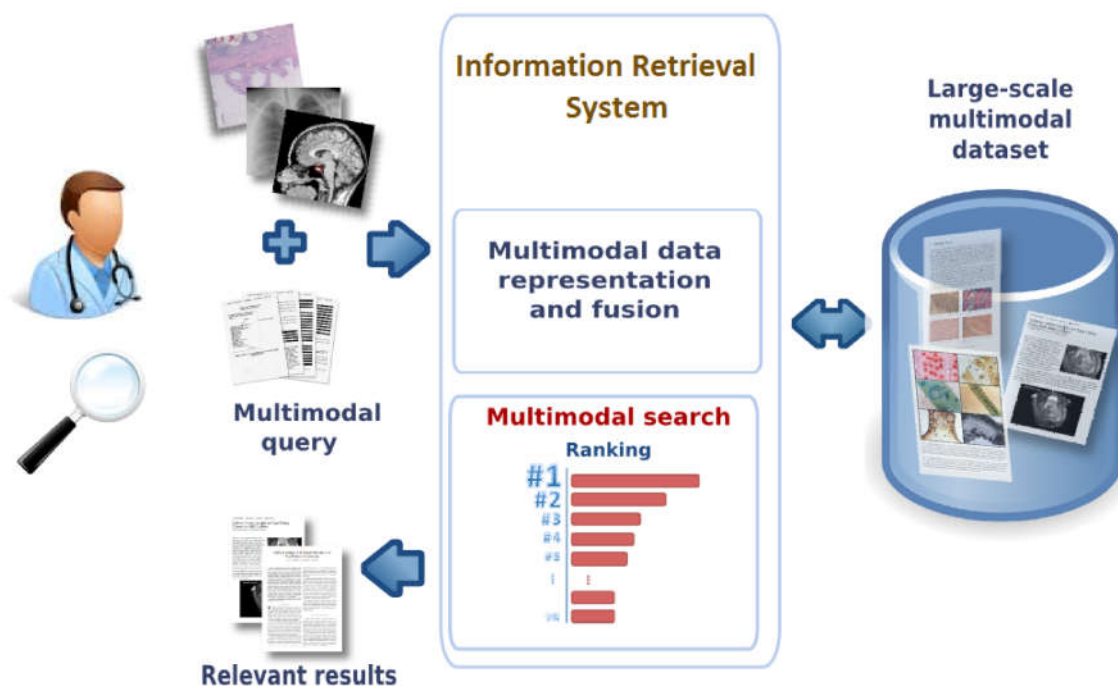 Information Retrieval
System
Large-scale
multimodal
dataset
Multimodal data
representation
and fusion
Multimodal
query
Multimodal search
Ranking
#1
#2
#3
#4
#5
Relevant results